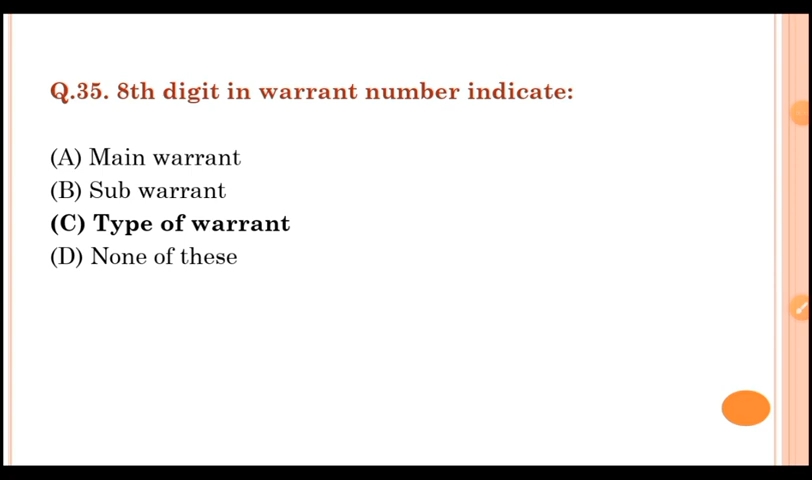 Q.35. 8th digit in warrant number indicate:
(A) Main warrant
(B) Sub warrant
(C) Type of warrant
(D) None of these